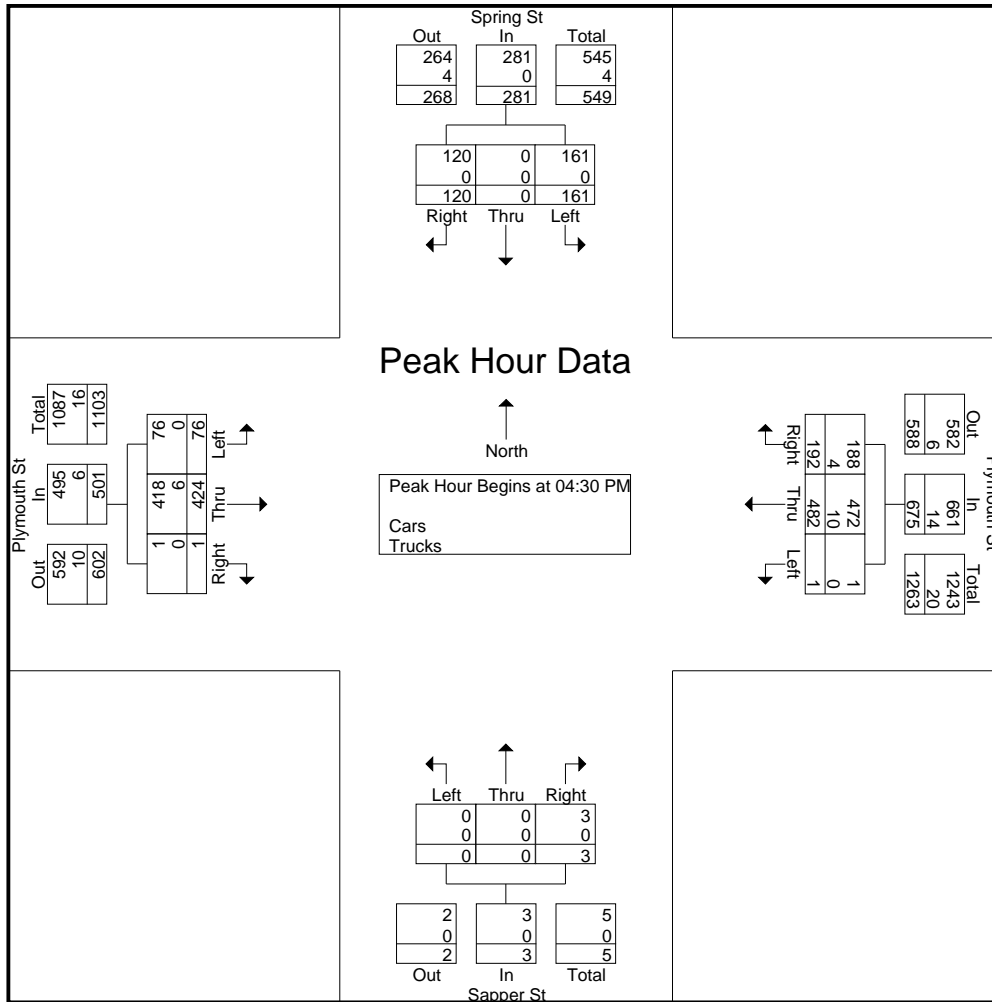 Spring St
Out In Total
264 281 545
4 0 4
268 281 549
120 0 161
0 0 0
120 0 161
Right Thru Left
Peak Hour Data
North
Peak Hour Begins at 04:30 PM
Cars
Trucks
Plymouth St
Out In Total
592 495 1087
10 6 16
602 501 1103
Right Thru Left
1 418 76
0 6 0
1 424 76
Plymouth St
Out In Total
582 661 1243
6 14 20
588 675 1263
188 472 1
4 10 0
192 482 1
Right Thru Left
Left Thru Right
0 0 3
0 0 0
0 0 3
2 3 5
0 0 0
2 3 5
Out In Total
Sapper St